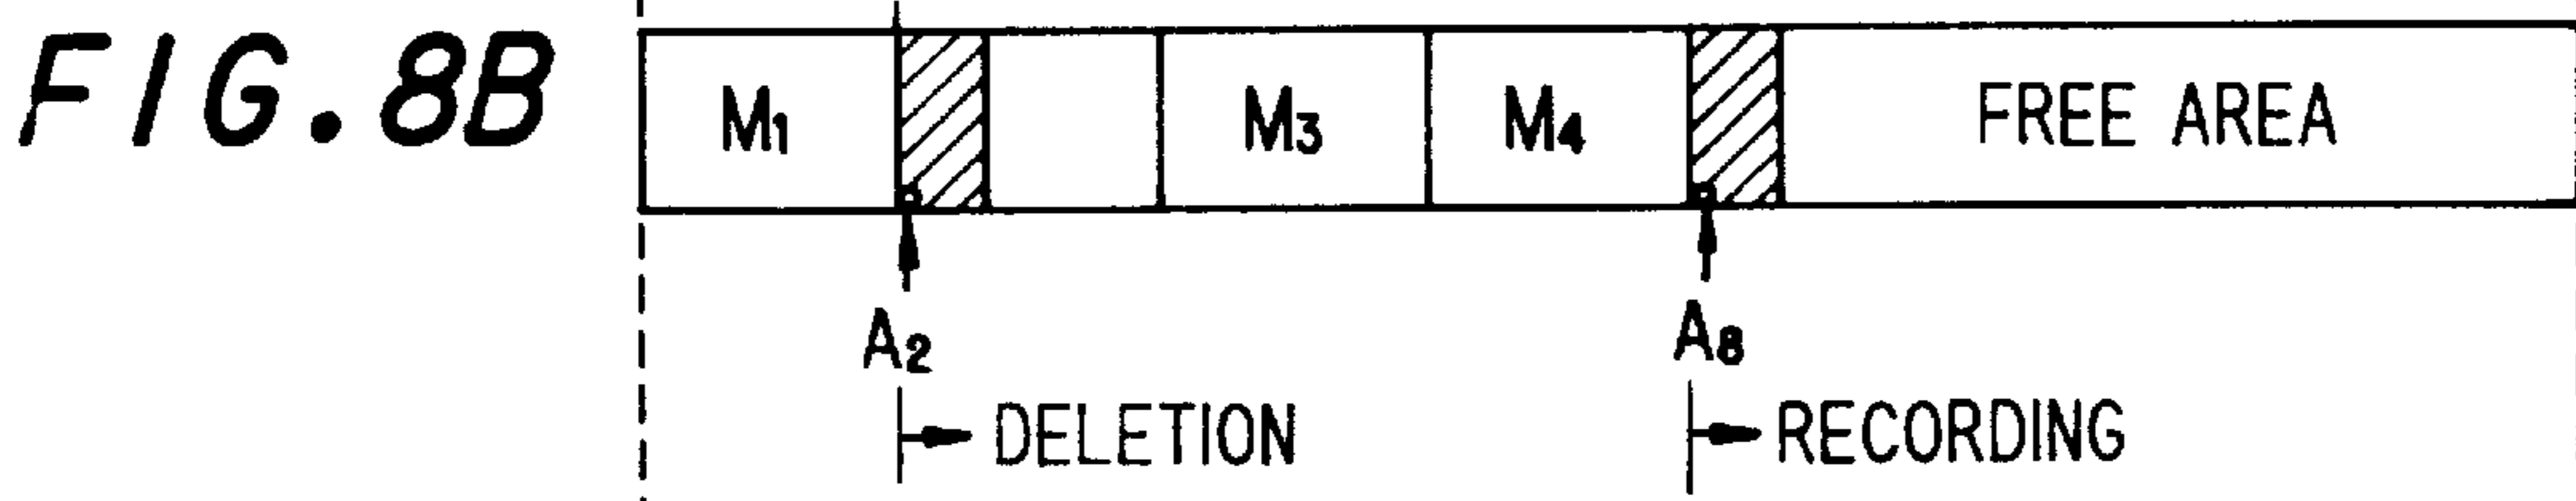 FIG.8B
M1 M3 M4 FREE AREA
A2 A8
DELETION RECORDING